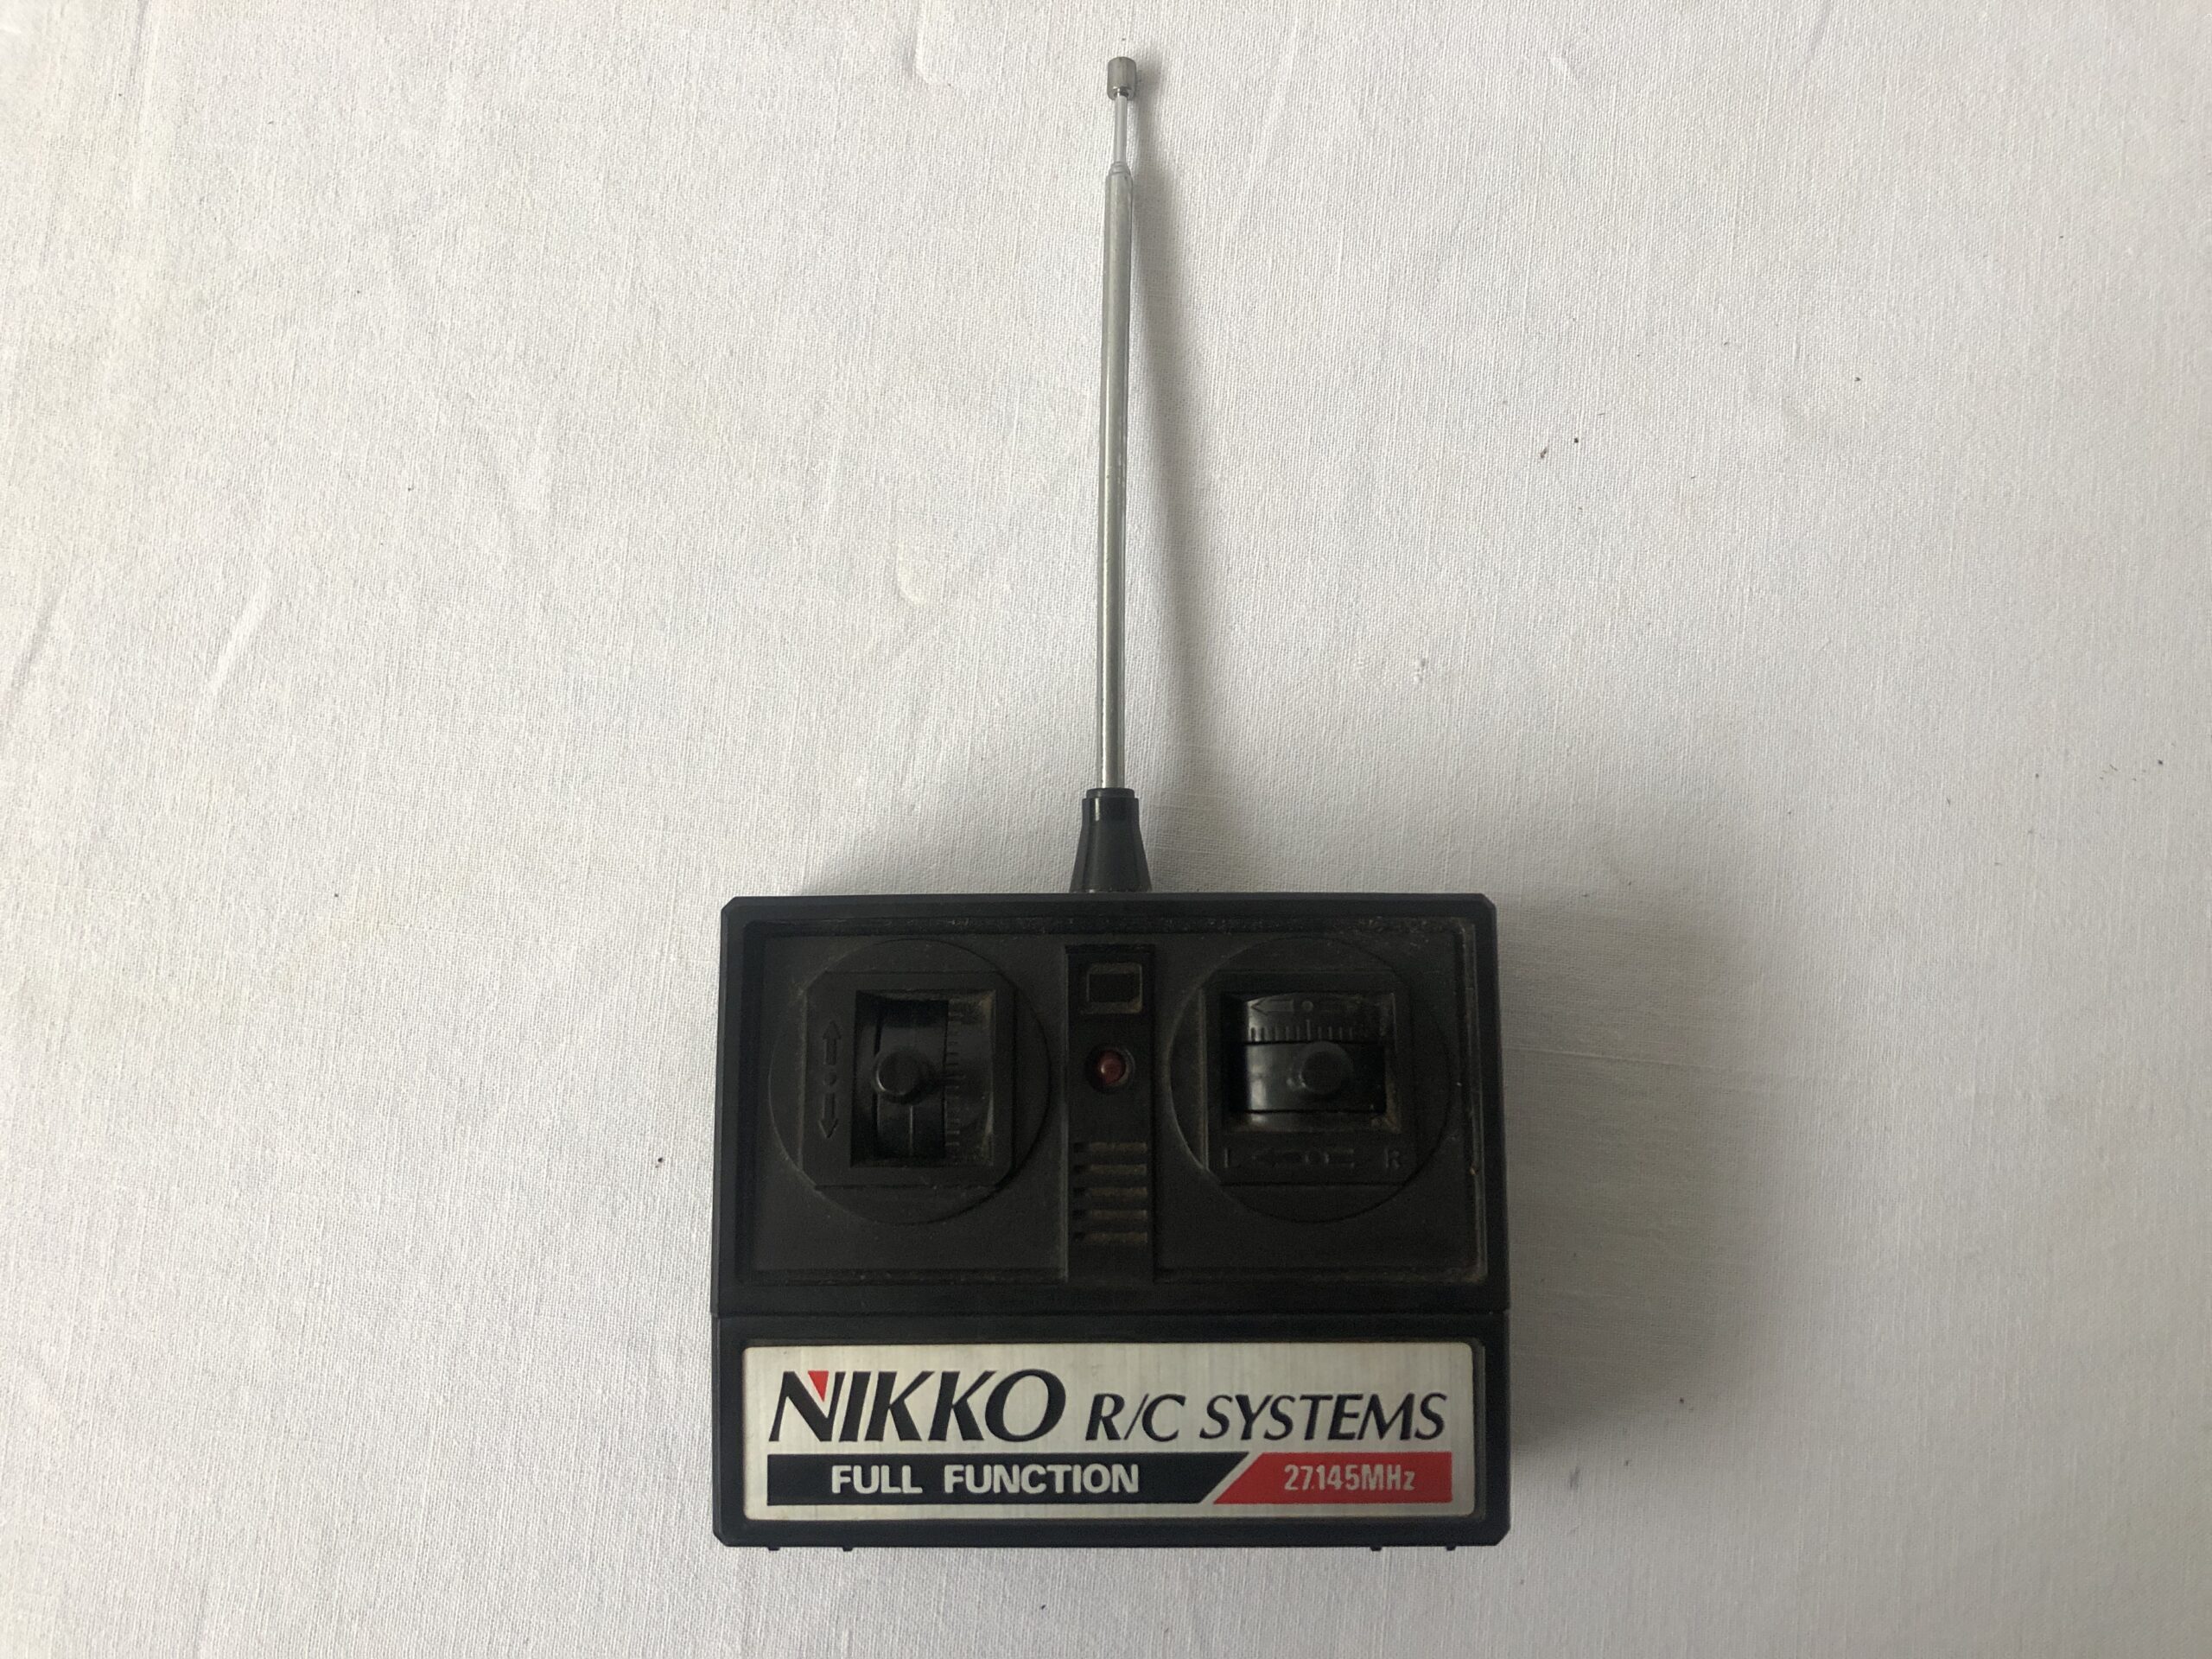 L R
NIKKO R/C SYSTEMS
FULL FUNCTION 27.145MHz